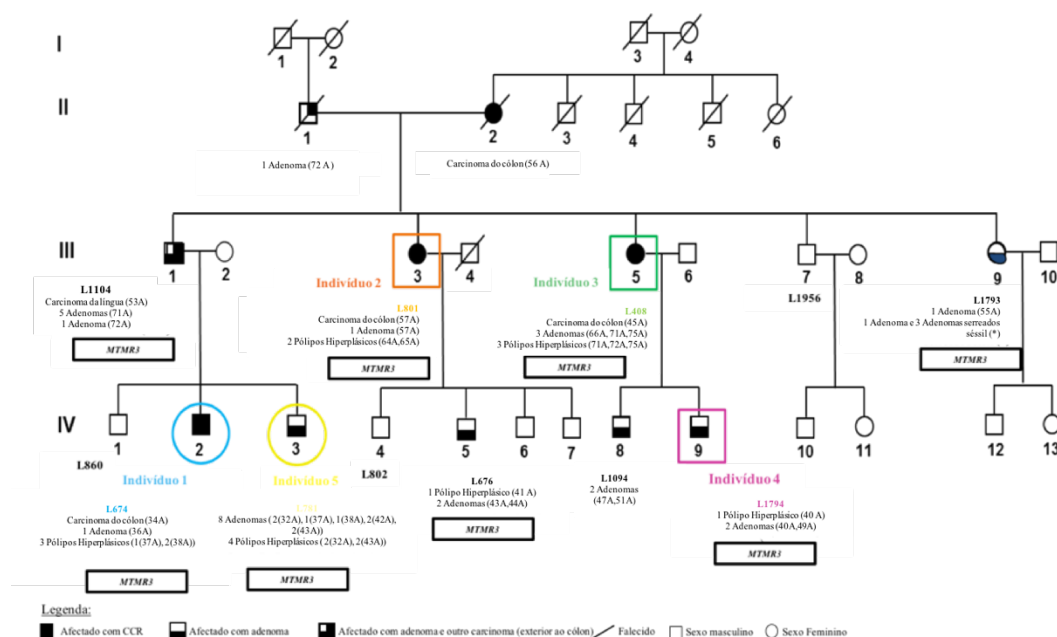 I
1
2
3
4
II
1
2
3
4
5
6
1 Adenoma (72 A)
Carcinoma do cólon (56 A)
III
1
2
Indivíduo 2
3
4
Indivíduo 3
5
6
7
8
9
10
L1104
Carcinoma da língua (53A)
5 Adenomas (71A)
1 Adenoma (72A)
MTMR3
L801
Carcinoma do cólon (57A)
1 Adenoma (57A)
2 Pólipos Hiperplásicos (64A, 65A)
MTMR3
L408
Carcinoma do cólon (45A)
3 Adenomas (66A, 71A, 75A)
3 Pólipos Hiperplásicos (71A, 72A, 75A)
MTMR3
L1956
L1793
1 Adenoma (55A)
1 Adenoma e 3 Adenomas serreados
séssil (*)
MTMR3
IV
1
2
3
4
5
6
7
8
9
10
11
12
13
L860
Indivíduo 1
L674
Carcinoma do cólon (34A)
1 Adenoma (36A)
3 Pólipos Hiperplásicos (1(37A), 2(38A))
MTMR3
Indivíduo 5
8 Adenomas ( 2(32A), 1(37A), 1(38A), 2(42A),
2(43A))
4 Pólipos Hiperplásicos ( 2(32A), 2(43A))
MTMR3
L802
L676
1 Pólipo Hiperplásico (41 A)
2 Adenomas (43A,44A)
MTMR3
L1094
2 Adenomas
(47A,51A)
Indivíduo 4
L1794
1 Pólipo Hiperplásico (40 A)
2 Adenomas (40A,49A)
MTMR3
Legenda:
Afectado com CCR
Afectado com adenoma
Afectado com adenoma e outro carcinoma (exterior ao cólon)
Falecido
Sexo masculino
Sexo Feminino